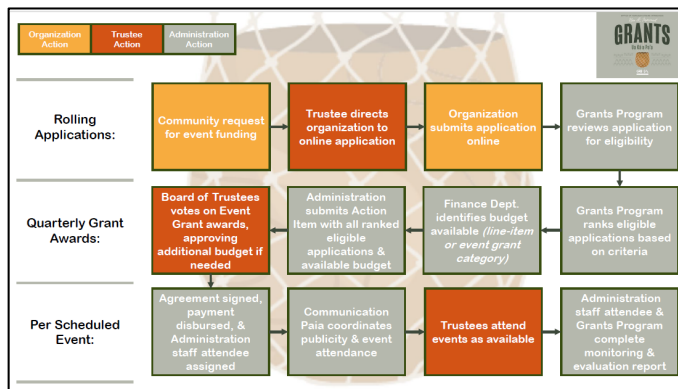 Organization
Action
Trustee
Action
Administration
Action
GRANTS
Rolling
Applications:
Community request
for event funding
Trustee directs
organization to
online application
Organization
submits application
online
Grants Program
reviews application
for eligibility
Quarterly Grant
Awards:
Board of Trustees
votes on Event
Grant awards,
approving
additional budget if
needed
Administration
submits Action
Item with all ranked
eligible
applications &
available budget
Finance Dept.
identifies budget
available (line-item
or event grant
category)
Grants Program
ranks eligible
applications based
on criteria
Per Scheduled
Event:
Agreement signed,
payment
disbursed, &
Administration
staff attendee
assigned
Communication
Paia coordinates
publicity & event
attendance
Trustees attend
events as available
Administration
staff attendee &
Grants Program
complete
monitoring &
evaluation report